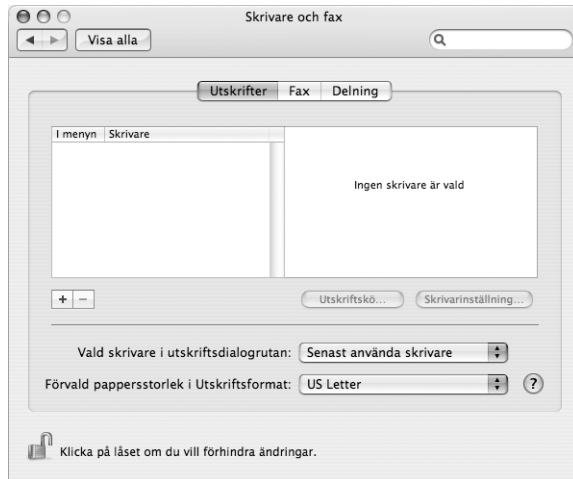 Skrivare och fax
Visa alla
Utskrifter Fax Delning
I menyn Skrivare
Ingen skrivare är vald
+ −
Utskriftskö... Skrivarinställning...
Vald skrivare i utskriftsdialogrutan: Senast använda skrivare
Förvald pappersstorlek i Utskriftsformat: US Letter ?
Klicka på låset om du vill förhindra ändringar.